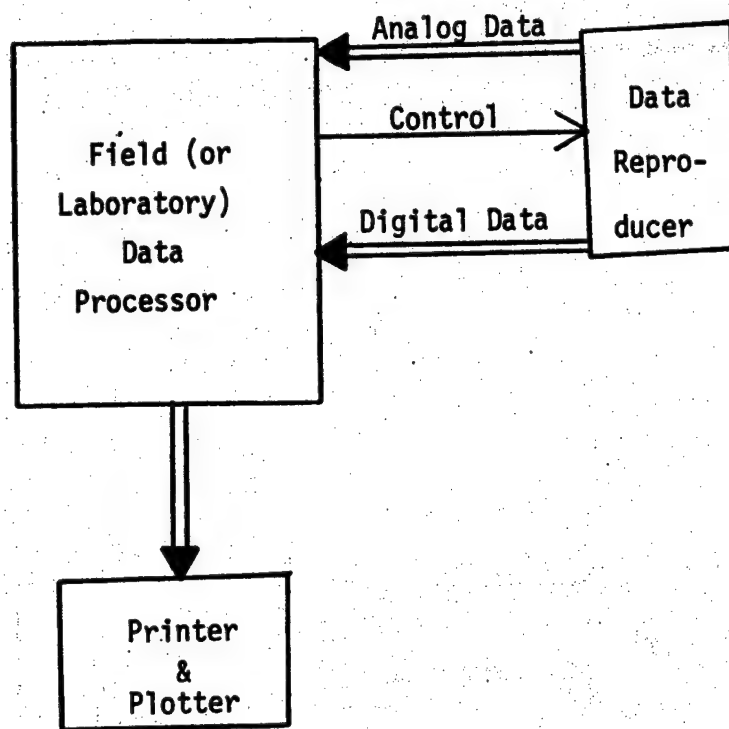 Analog Data
Control
Digital Data
Data
Repro-
ducer
Field (or
Laboratory)
Data
Processor
Printer
&
Plotter